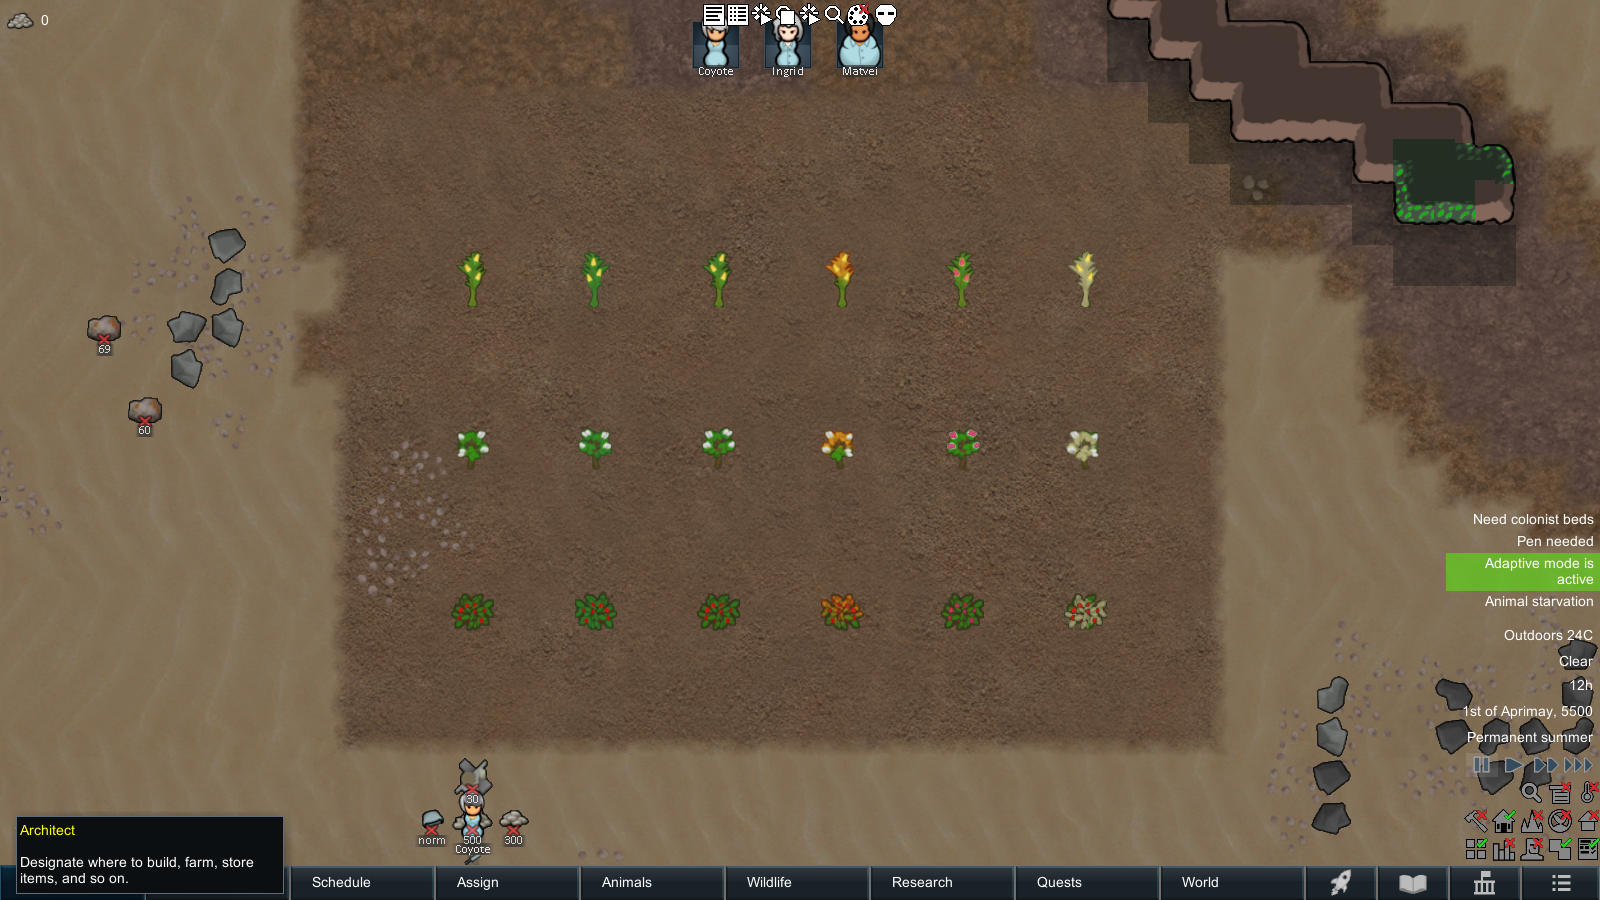 0
Coyote
Ingrid
Matvei
69
60
Need colonist beds
Pen needed
Adaptive mode is
active
Animal starvation
Outdoors 24C
Clear
12h
1st of Aprimay, 5500
Permanent summer
30
norm
500
300
Coyote
Architect
Designate where to build, farm, store
items, and so on.
Schedule
Assign
Animals
Wildlife
Research
Quests
World